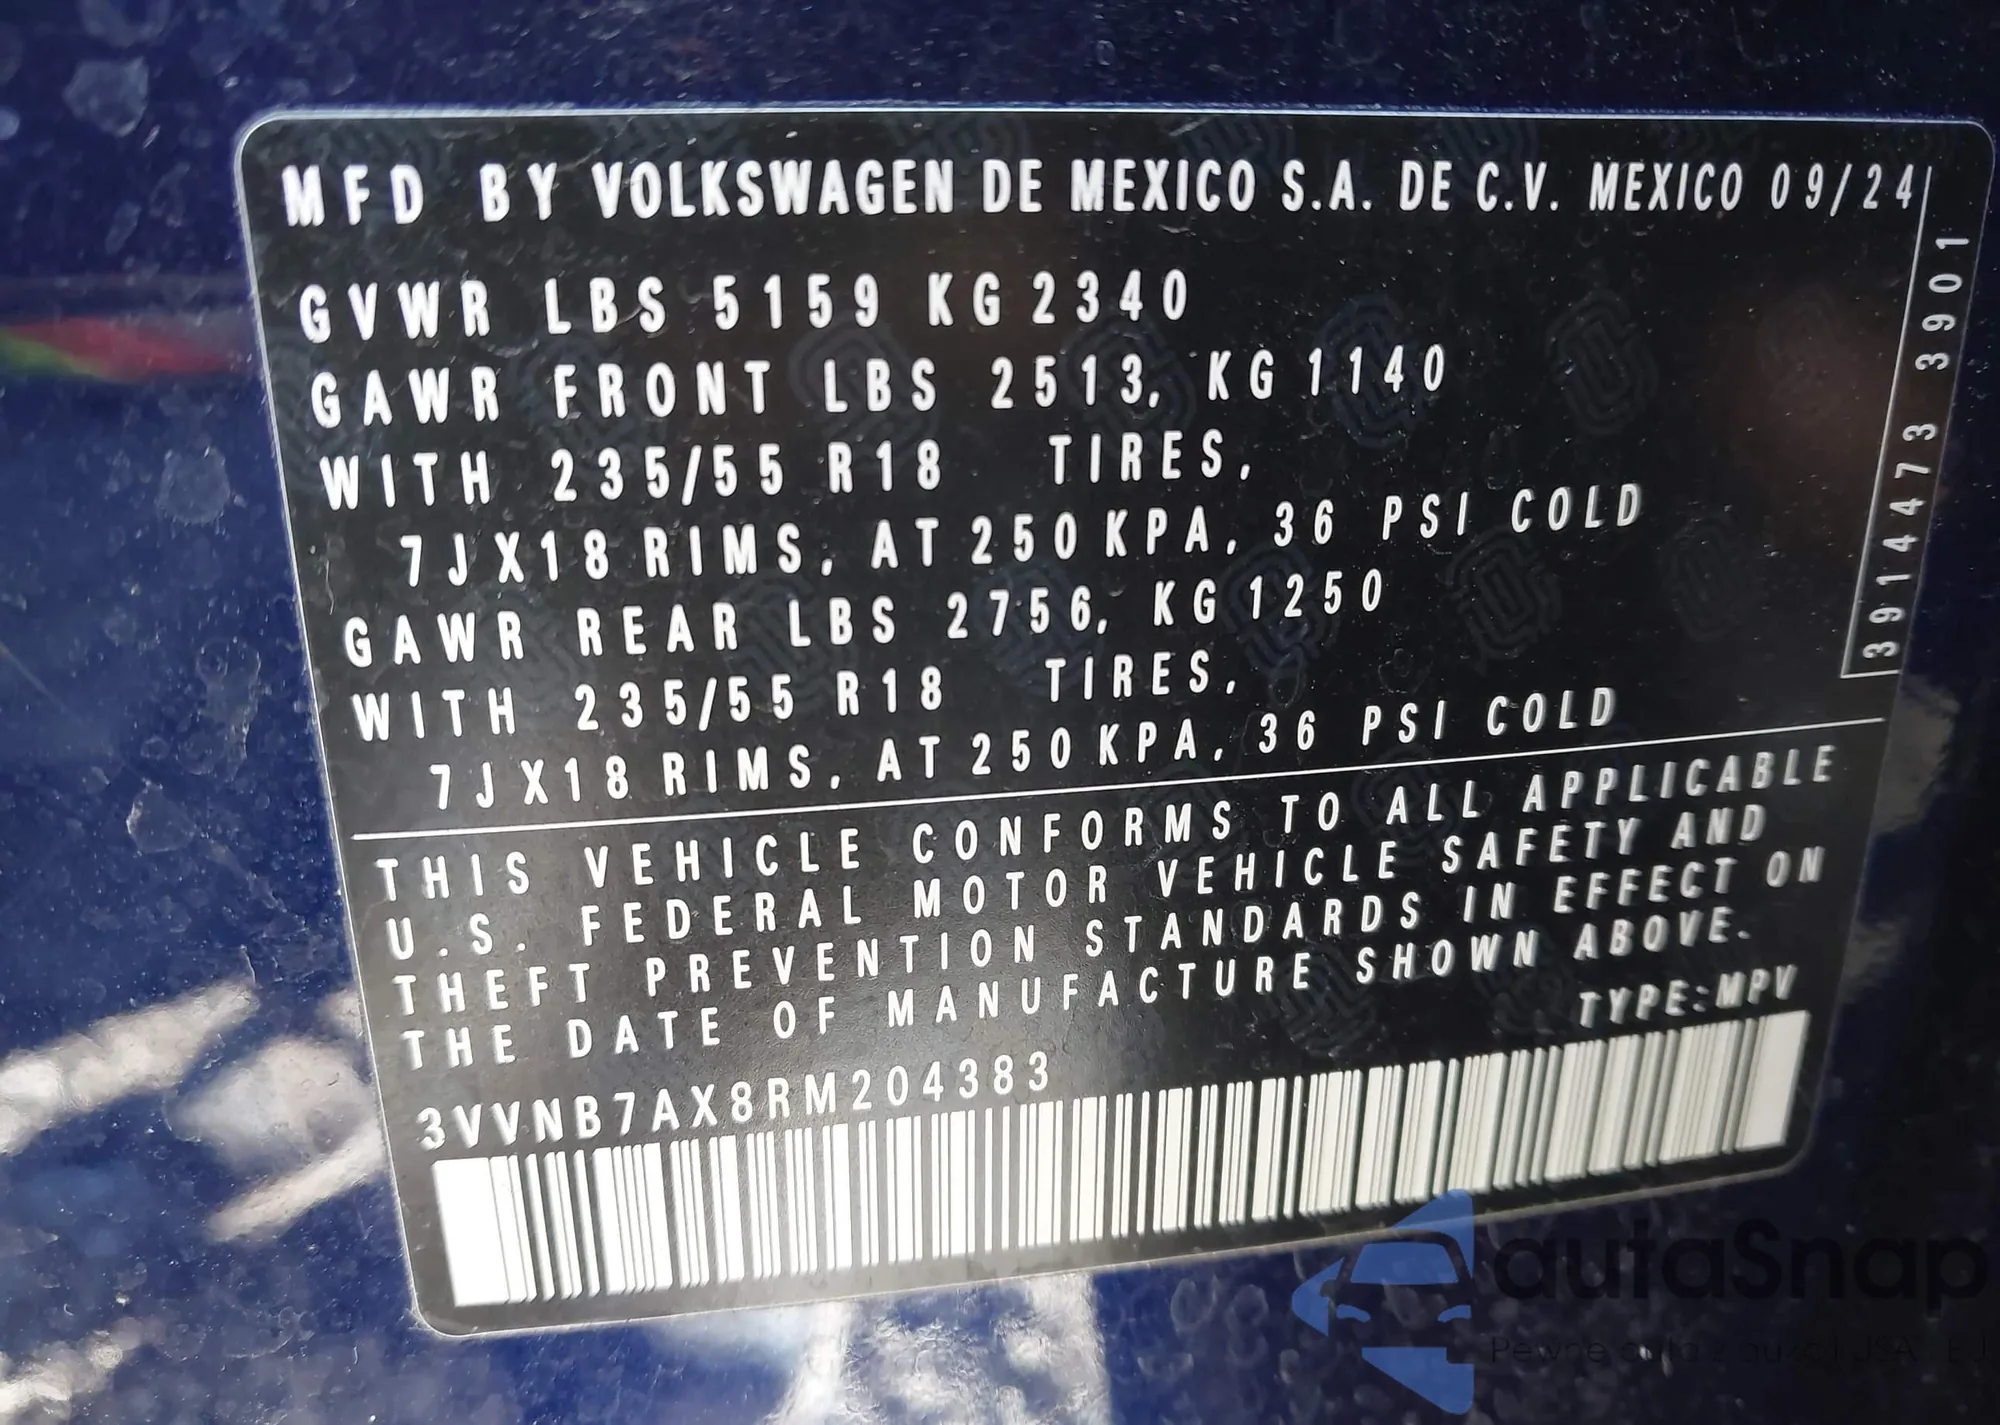 MFD BY VOLKSWAGEN DE MEXICO S.A. DE C.V. MEXICO 09/24
GVWR LBS 5159 KG 2340
GAWR FRONT LBS 2513, KG 1140
WITH 235/55 R18 TIRES,
7JX18 RIMS, AT 250 KPA, 36 PSI COLD
GAWR REAR LBS 2756, KG 1250
WITH 235/55 R18 TIRES,
7JX18 RIMS, AT 250 KPA, 36 PSI COLD
3914473 3901
THIS VEHICLE CONFORMS TO ALL APPLICABLE
U.S. FEDERAL MOTOR VEHICLE SAFETY AND
THEFT PREVENTION STANDARDS IN EFFECT ON
THE DATE OF MANUFACTURE SHOWN ABOVE.
TYPE:MPV
3VVNB7AX8RM204383
autaSnap
Pewne auta z aukcji